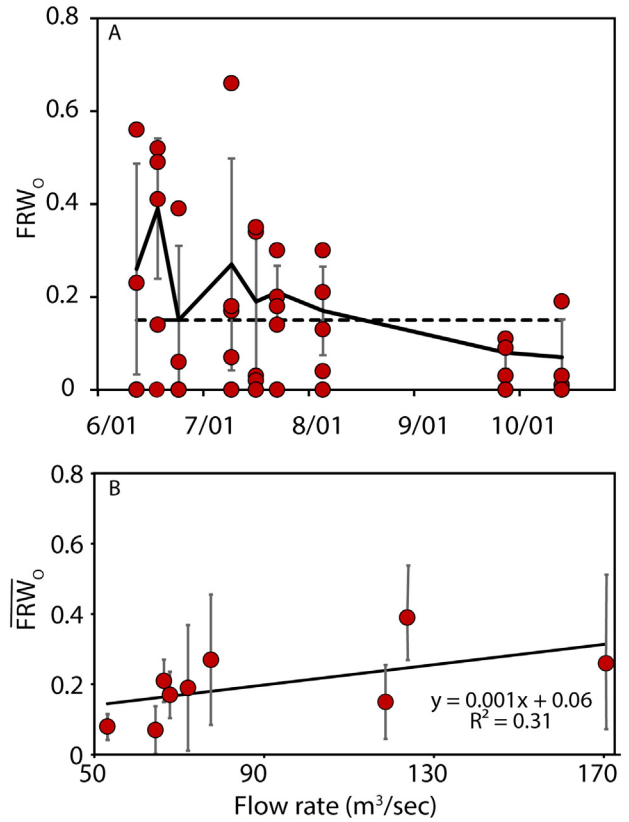 A
0.8
0.6
0.4
0.2
0
FRWO
6/01 7/01 8/01 9/01 10/01
B
0.8
0.6
0.4
0.2
0
FRWO
y = 0.001x + 0.06
R² = 0.31
50 90 130 170
Flow rate (m³/sec)